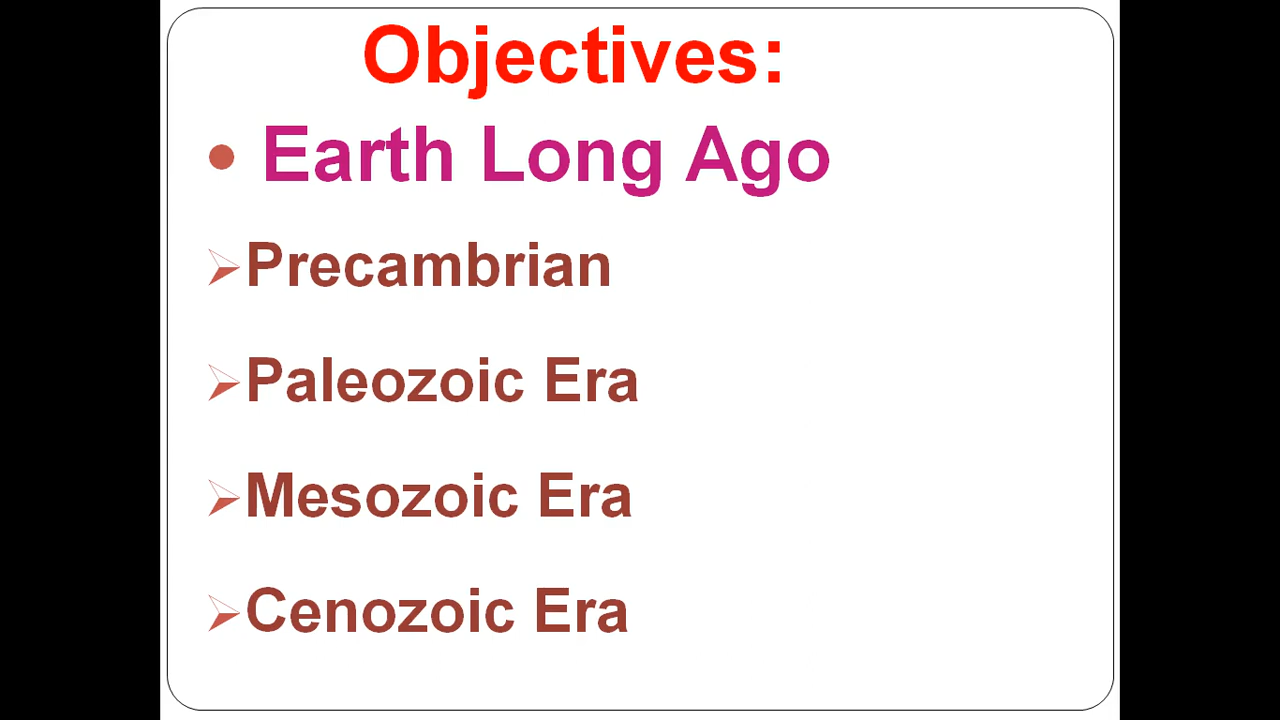 Objectives:
• Earth Long Ago
➢Precambrian
➢Paleozoic Era
➢Mesozoic Era
➢Cenozoic Era